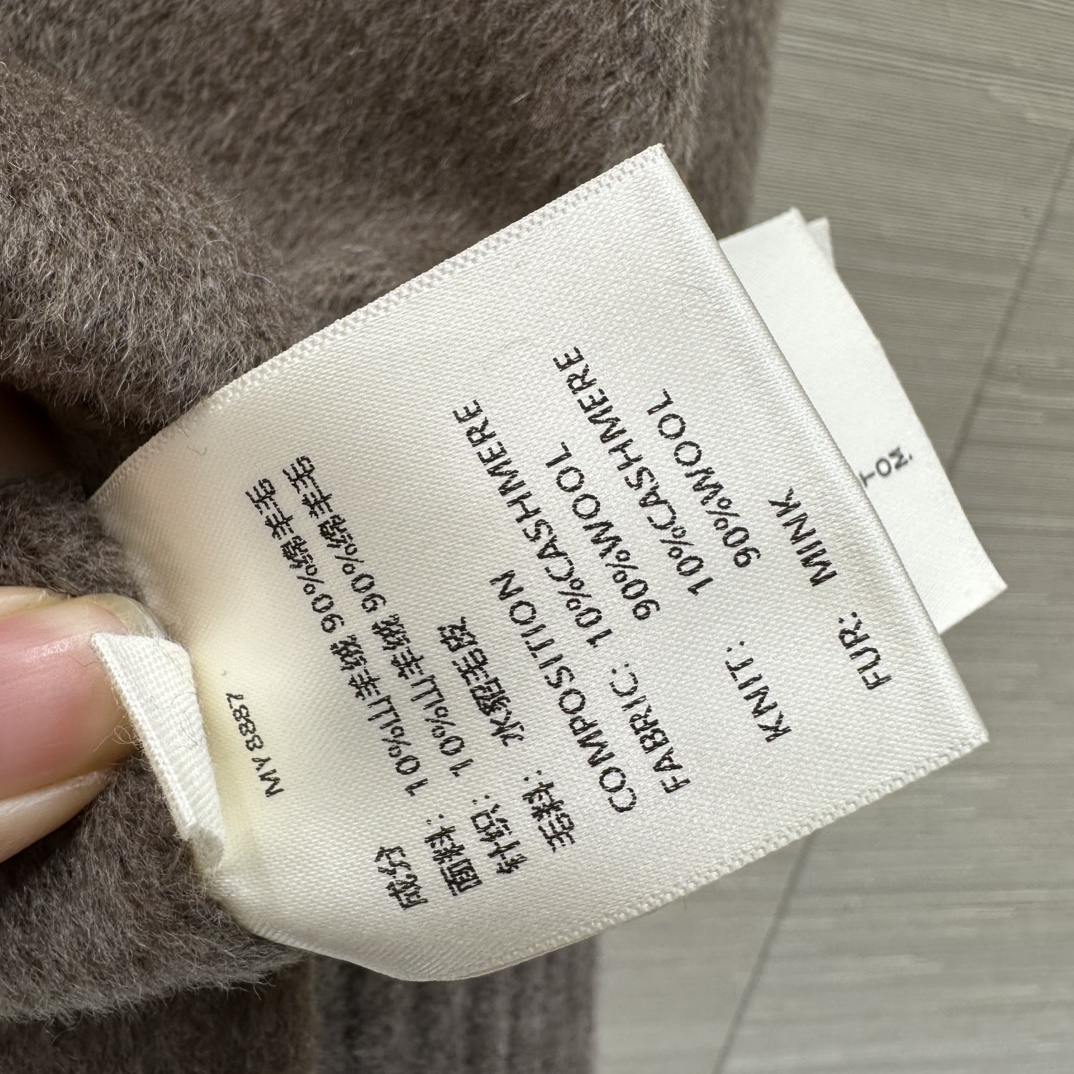 MY8887
成分
面料: 10%山羊绒 90%绵羊毛
针织: 10%山羊绒 90%绵羊毛
毛料: 水貂毛皮
COMPOSITION
FABRIC: 10%CASHMERE
90%WOOL
KNIT: 10%CASHMERE
90%WOOL
FUR: MINK
TOM.